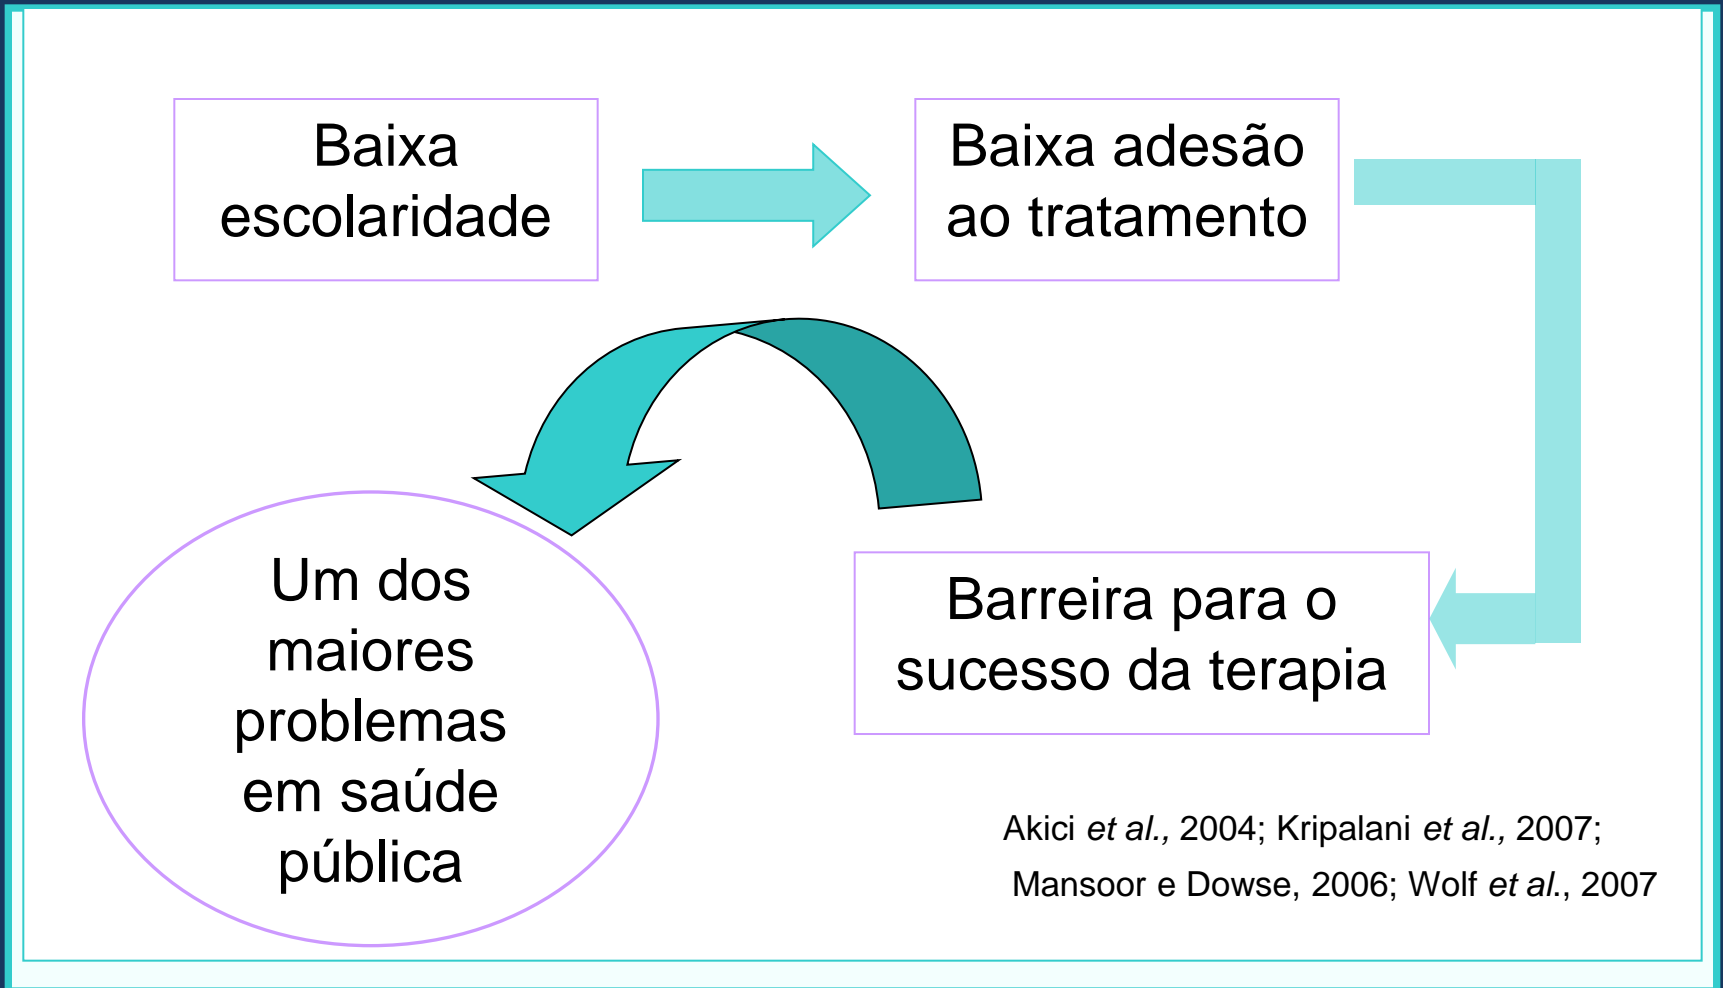 Baixa
escolaridade
Baixa adesão
ao tratamento
Barreira para o
sucesso da terapia
Um dos
maiores
problemas
em saúde
pública
Akici et al., 2004; Kripalani et al., 2007;
Mansoor e Dowse, 2006; Wolf et al., 2007